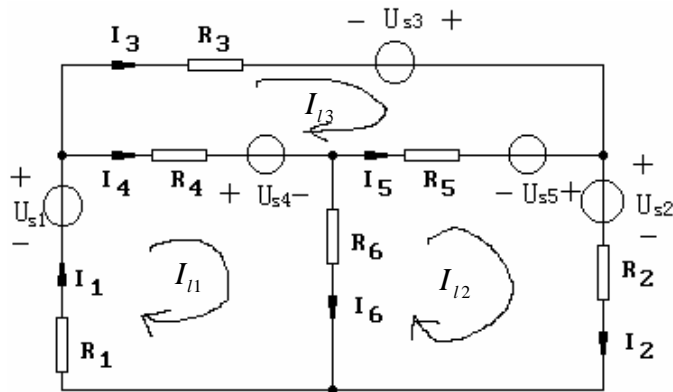 I3 R3 - Us3 +
Il3
I4 R4 + Us4 - I5 R5 - Us5 +
+ Us1 -
+ Us2 -
R6 R2
I1 Il1 Il2
I6 I2
R1